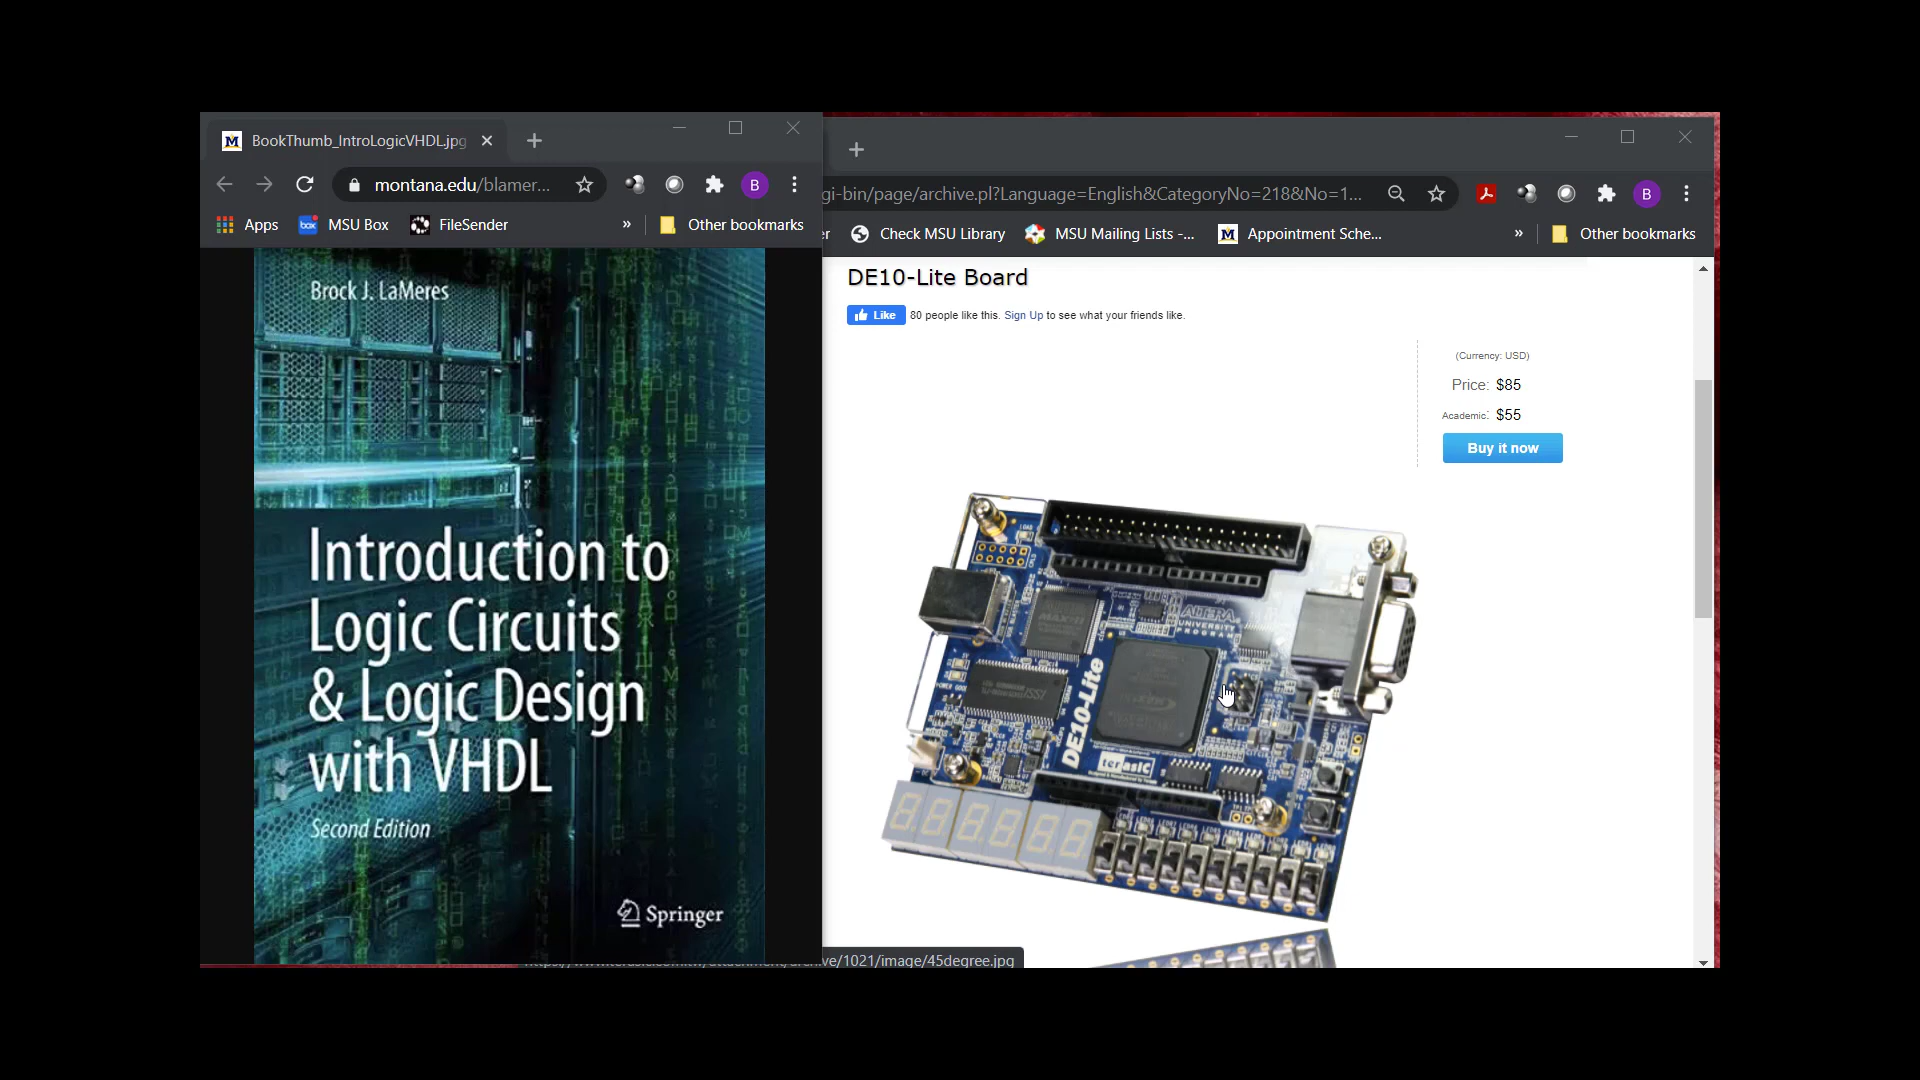 BookThumb_IntroLogicVHDL.jpg
montana.edu/blamer...
B
Apps
box
MSU Box
FileSender
»
Other bookmarks
Brock J. LaMeres
Introduction to
Logic Circuits
& Logic Design
with VHDL
Second Edition
Springer
gi-bin/page/archive.pl?Language=English&CategoryNo=218&No=1...
B
er
Check MSU Library
MSU Mailing Lists -...
M
Appointment Sche...
»
Other bookmarks
DE10-Lite Board
Like
80 people like this. Sign Up to see what your friends like.
(Currency: USD)
Price: $85
Academic: $55
Buy it now
ALTERA
UNIVERSITY
PROGRAM
MAX II
DE10-Lite
terasic
/1021/image/45degree.jpg